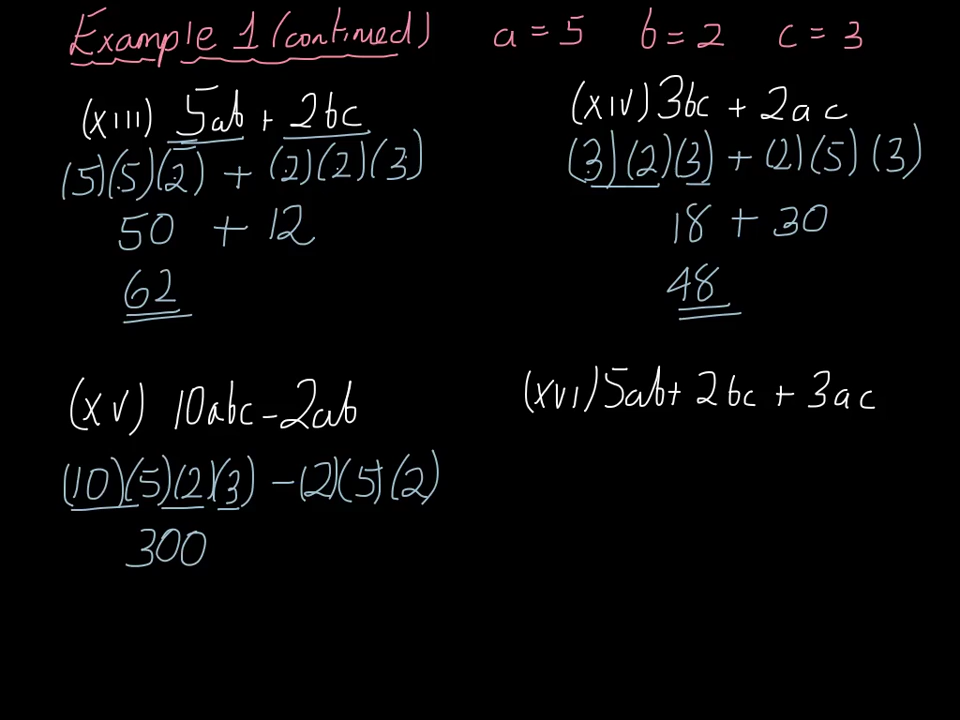 Example 1 (continued) a = 5 b = 2 c = 3
(xiii) 5ab + 2bc
(5)(5)(2) + (2)(2)(3)
50 + 12
62
(xiv) 3bc + 2ac
(3)(2)(3) + (2)(5)(3)
18 + 30
48
(xv) 10abc - 2ab
(10)(5)(2)(3) - (2)(5)(2)
300
(xvi) 5ab + 2bc + 3ac